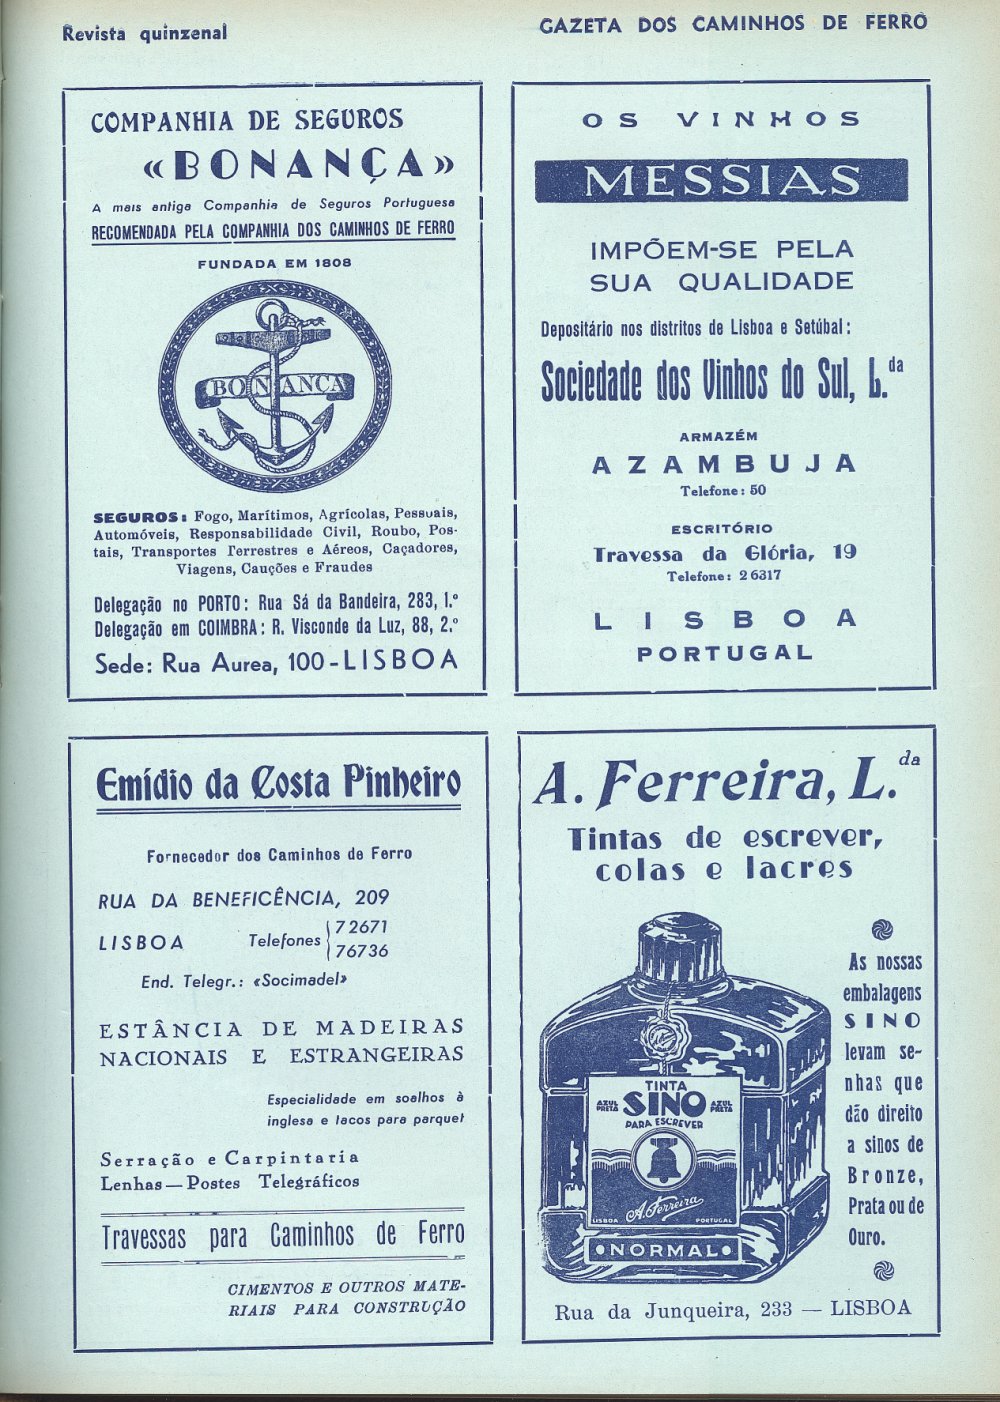 Revista quinzenal
GAZETA DOS CAMINHOS DE FERRO
COMPANHIA DE SEGUROS
«BONANÇA»
A mais antiga Companhia de Seguros Portuguesa
RECOMENDADA PELA COMPANHIA DOS CAMINHOS DE FERRO
FUNDADA EM 1808
BONANÇA
SEGUROS: Fogo, Marítimos, Agrícolas, Pessoais,
Automóveis, Responsabilidade Civil, Roubo, Pos-
tais, Transportes Terrestres e Aéreos, Caçadores,
Viagens, Cauções e Fraudes
Delegação no PORTO: Rua Sá da Bandeira, 283, 1.º
Delegação em COIMBRA: R. Visconde da Luz, 88, 2.º
Sede: Rua Aurea, 100-LISBOA
OS VINHOS
MESSIAS
IMPÕEM-SE PELA
SUA QUALIDADE
Depositário nos distritos de Lisboa e Setúbal:
Sociedade dos Vinhos do Sul, L.da
ARMAZÉM
AZAMBUJA
Telefone: 50
ESCRITÓRIO
Travessa da Glória, 19
Telefone: 26317
LISBOA
PORTUGAL
Emídio da Costa Pinheiro
Fornecedor dos Caminhos de Ferro
RUA DA BENEFICÊNCIA, 209
LISBOA Telefones { 72671
76736
End. Telegr.: «Socimadel»
ESTÂNCIA DE MADEIRAS
NACIONAIS E ESTRANGEIRAS
Especialidade em soalhos à
inglesa e tacos para parquet
Serração e Carpintaria
Lenhas — Postes Telegráficos
Travessas para Caminhos de Ferro
CIMENTOS E OUTROS MATE-
RIAIS PARA CONSTRUÇÃO
A. Ferreira, L.da
Tintas de escrever,
colas e lacres
TINTA
AZUL PRETA SINO AZUL PRETA
PARA ESCREVER
A. Ferreira
LISBOA PORTUGAL
•NORMAL•
As nossas
embalagens
SINO
levam se-
nhas que
dão direito
a sinos de
Bronze,
Prata ou de
Ouro.
Rua da Junqueira, 233 — LISBOA